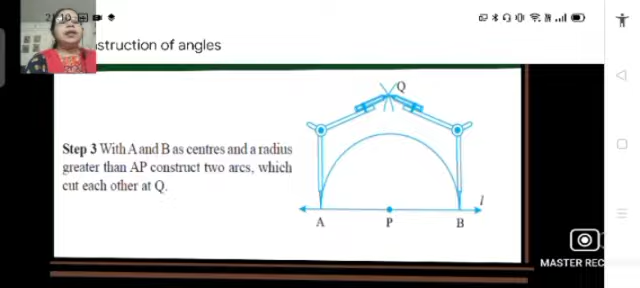 struction of angles
Q
Step 3 With A and B as centres and a radius
greater than AP construct two arcs, which
cut each other at Q.
l
A P B
MASTER REC